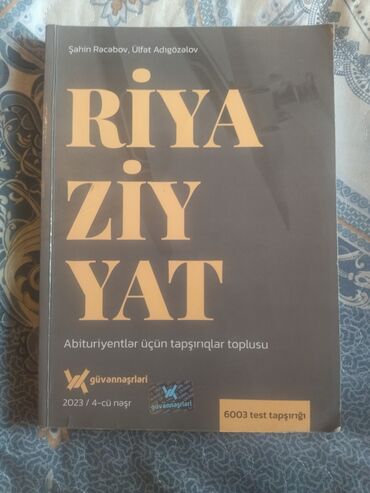 Şahin Rəcəbov, Ülfət Adıgözəlov
RİYA
ZİY
YAT
Abituriyentlər üçün tapşırıqlar toplusu
güvənnəşrləri
güvənnəşrləri
2023 / 4-cü nəşr
6003 test tapşırığı